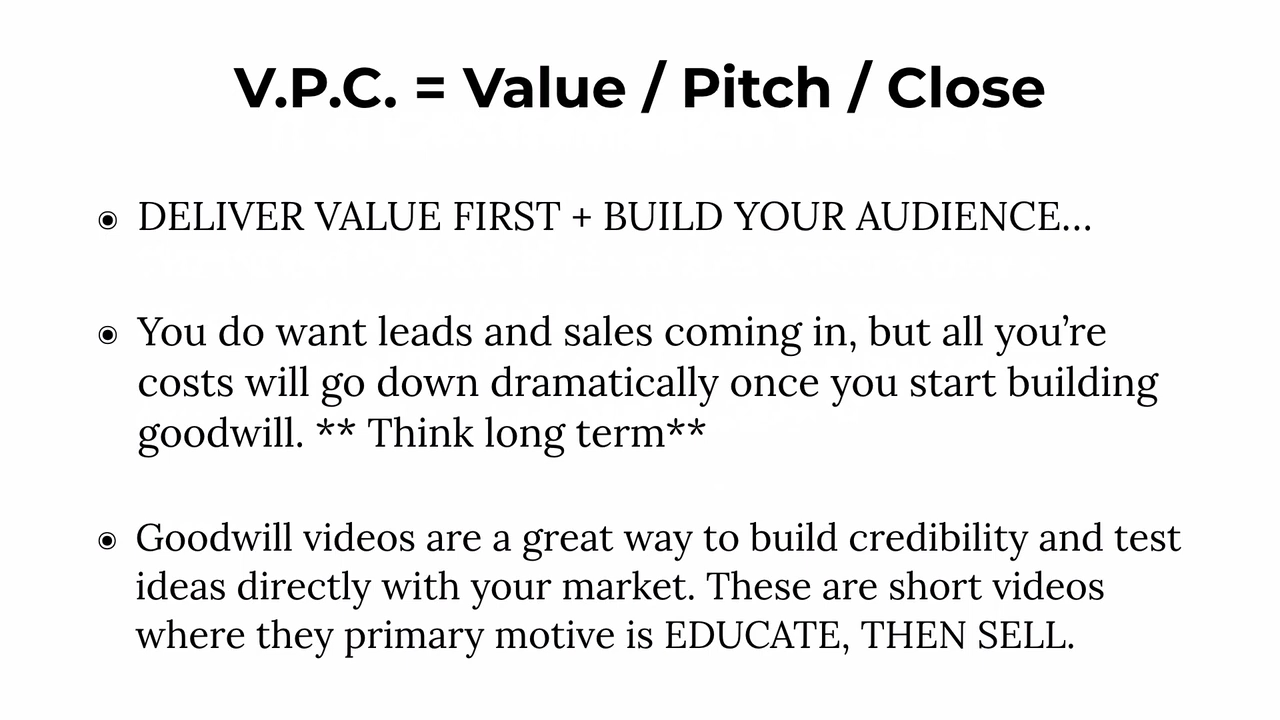 V.P.C. = Value / Pitch / Close
◉ DELIVER VALUE FIRST + BUILD YOUR AUDIENCE...
◉ You do want leads and sales coming in, but all you’re
costs will go down dramatically once you start building
goodwill. ** Think long term**
◉ Goodwill videos are a great way to build credibility and test
ideas directly with your market. These are short videos
where they primary motive is EDUCATE, THEN SELL.